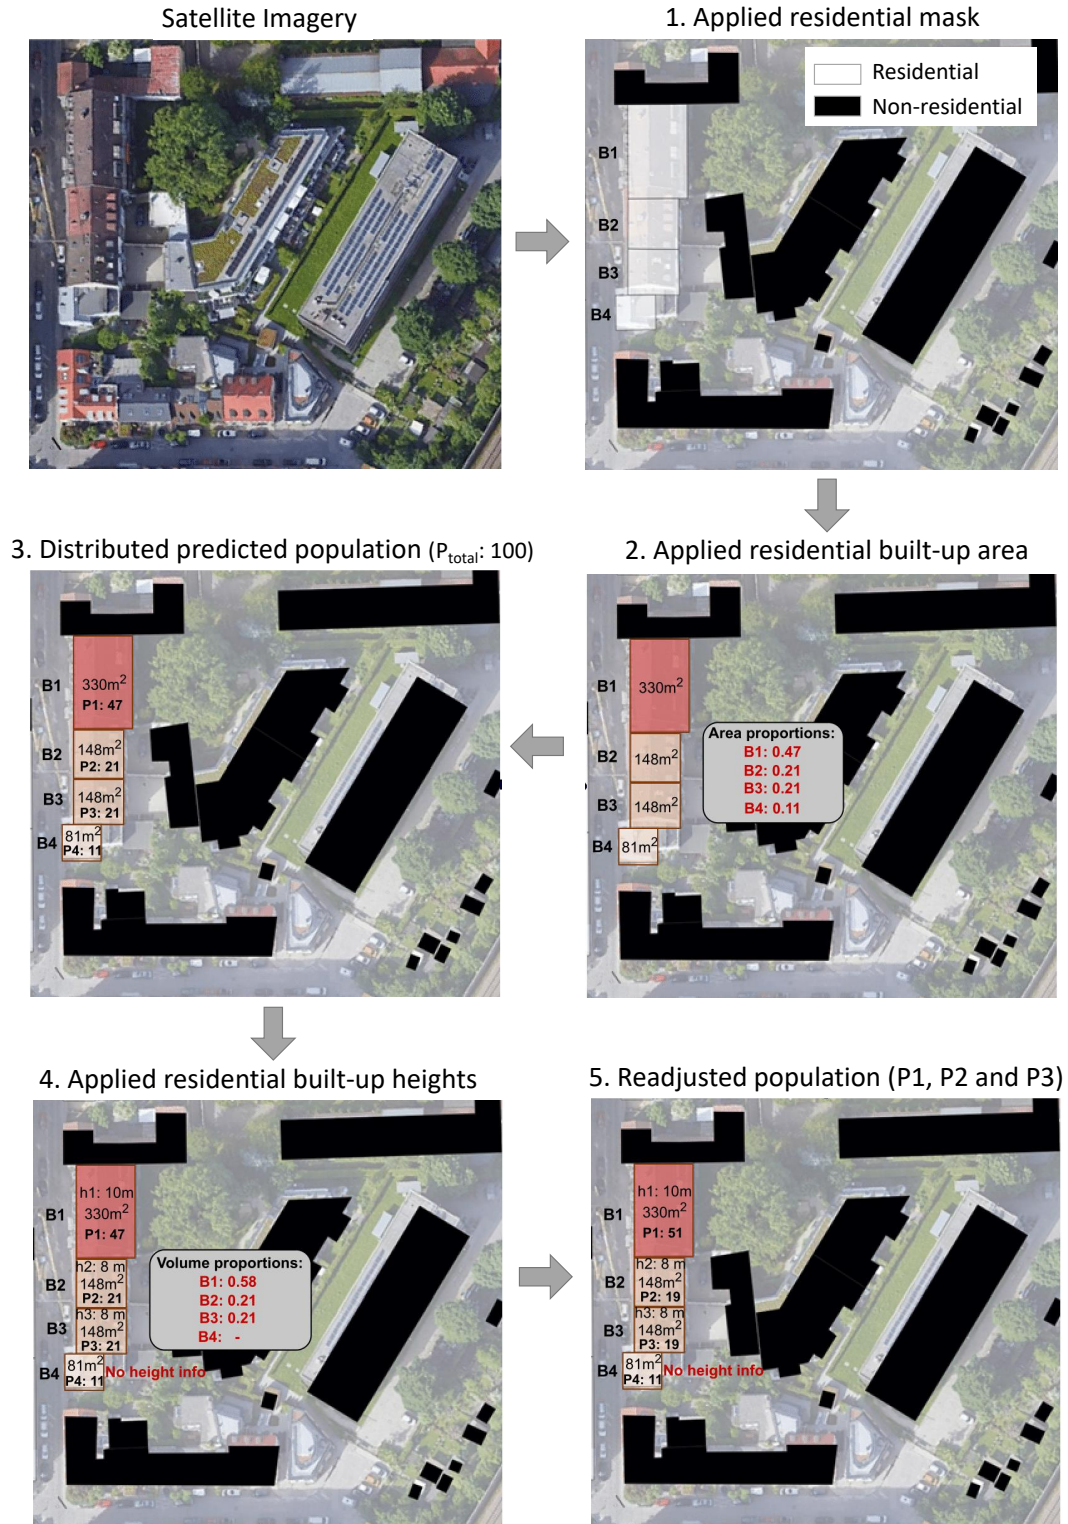 Satellite Imagery
1. Applied residential mask
Residential
Non-residential
B1
B2
B3
B4
3. Distributed predicted population (Ptotal: 100)
330m2
B1
P1: 47
148m2
B2
P2: 21
148m2
B3
P3: 21
81m2
B4
P4: 11
2. Applied residential built-up area
B1
330m2
B2
148m2
B3
148m2
B4
81m2
Area proportions:
B1: 0.47
B2: 0.21
B3: 0.21
B4: 0.11
4. Applied residential built-up heights
h1: 10m
B1
330m2
P1: 47
h2: 8 m
B2
148m2
P2: 21
h3: 8 m
B3
148m2
P3: 21
81m2
B4
P4: 11
No height info
Volume proportions:
B1: 0.58
B2: 0.21
B3: 0.21
B4: -
5. Readjusted population (P1, P2 and P3)
h1: 10m
B1
330m2
P1: 51
h2: 8 m
B2
148m2
P2: 19
h3: 8 m
B3
148m2
P3: 19
81m2
B4
P4: 11
No height info